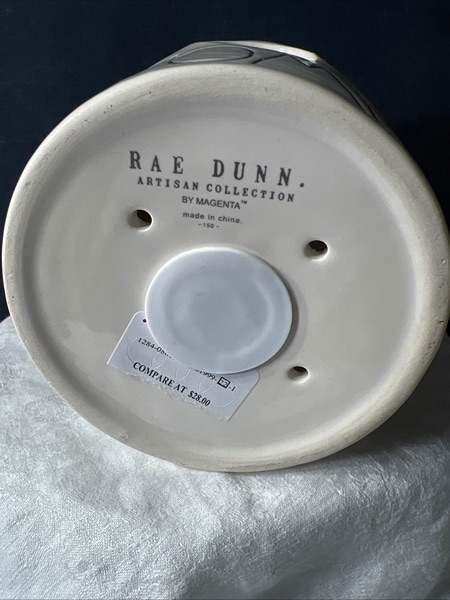 RAE DUNN.
ARTISAN COLLECTION
BY MAGENTA™
made in china.
- 150 -
COMPARE AT $28.00